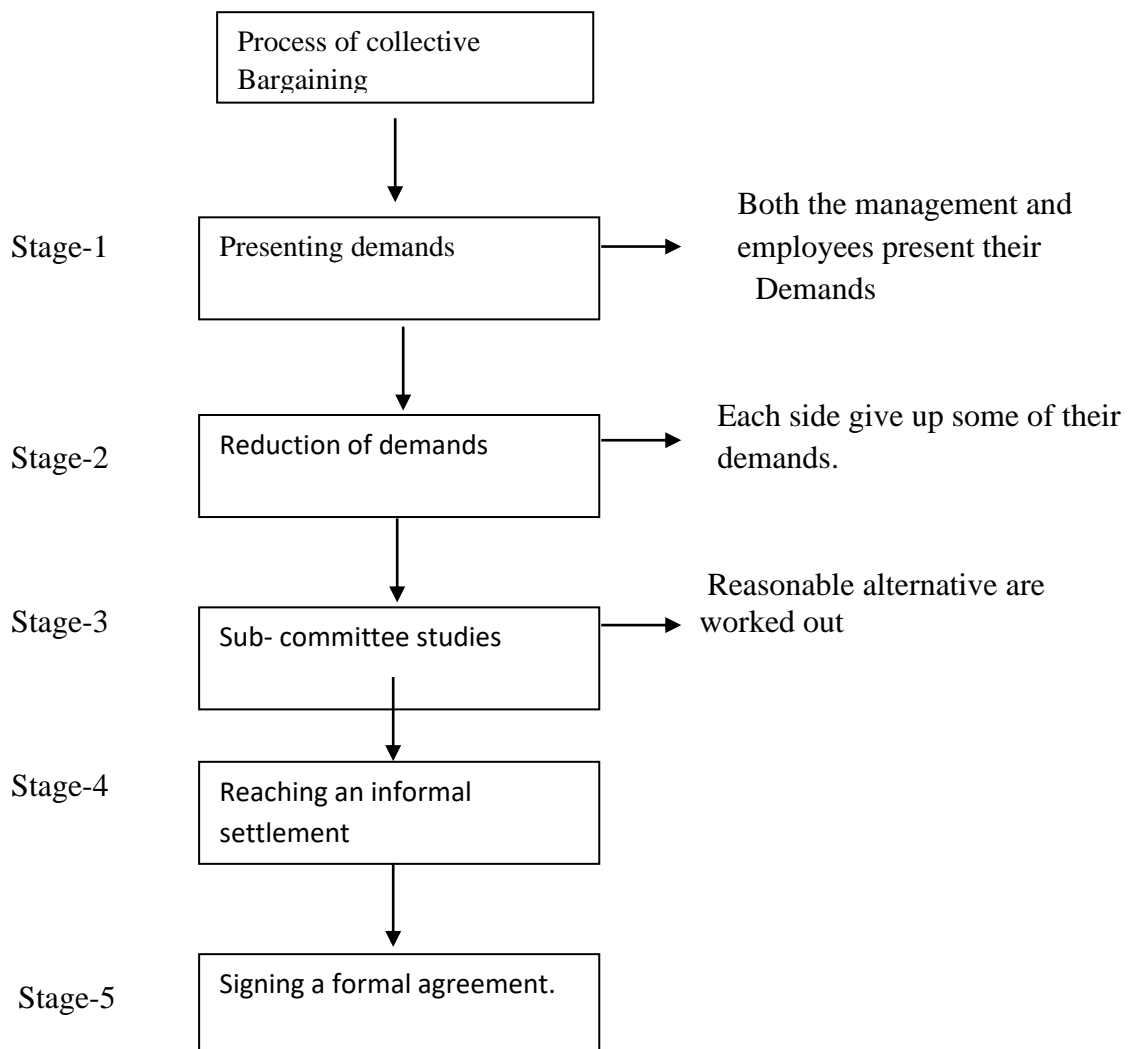 Process of collective
Bargaining
Stage-1
Presenting demands
Both the management and
employees present their
Demands
Stage-2
Reduction of demands
Each side give up some of their
demands.
Stage-3
Sub- committee studies
Reasonable alternative are
worked out
Stage-4
Reaching an informal
settlement
Stage-5
Signing a formal agreement.